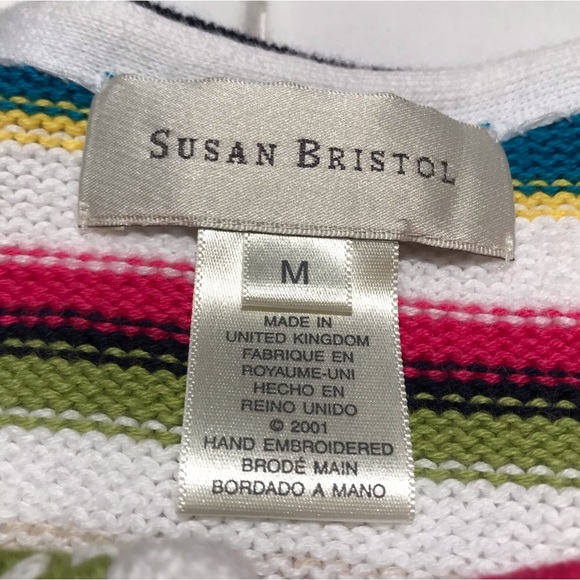 SUSAN BRISTOL
M
MADE IN
UNITED KINGDOM
FABRIQUE EN
ROYAUME-UNI
HECHO EN
REINO UNIDO
© 2001
HAND EMBROIDERED
BRODÉ MAIN
BORDADO A MANO